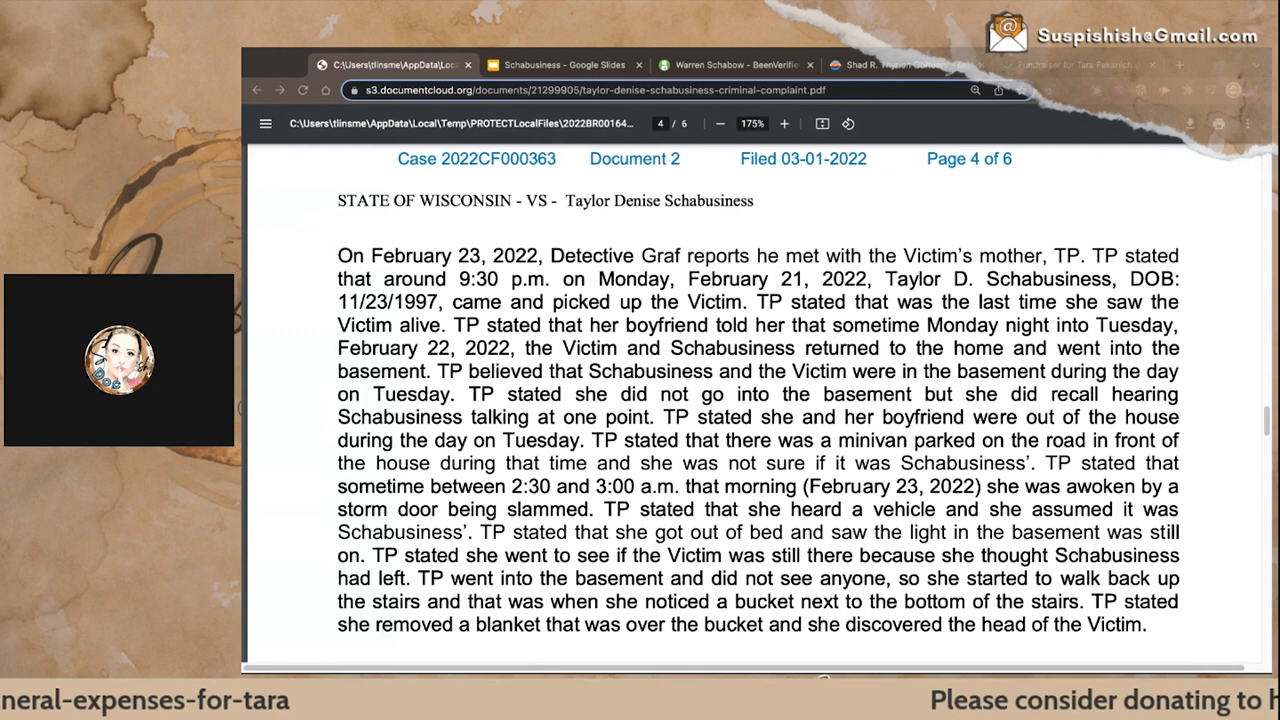 @
Suspishish@Gmail.com
C:\Users\tlinsme\AppData\Loc
Schabusiness - Google Slides
Warren Schabow - BeenVerifie
Shad R. Thyrion Obituary
Fundraiser for Tara Pakanich
s3.documentcloud.org/documents/21299905/taylor-denise-schabusiness-criminal-complaint.pdf
C:\Users\tlinsme\AppData\Local\Temp\PROTECTLocalFiles\2022BR00164...
4 / 6
175%
Case 2022CF000363 Document 2 Filed 03-01-2022 Page 4 of 6
STATE OF WISCONSIN - VS - Taylor Denise Schabusiness
On February 23, 2022, Detective Graf reports he met with the Victim's mother, TP. TP stated
that around 9:30 p.m. on Monday, February 21, 2022, Taylor D. Schabusiness, DOB:
11/23/1997, came and picked up the Victim. TP stated that was the last time she saw the
Victim alive. TP stated that her boyfriend told her that sometime Monday night into Tuesday,
February 22, 2022, the Victim and Schabusiness returned to the home and went into the
basement. TP believed that Schabusiness and the Victim were in the basement during the day
on Tuesday. TP stated she did not go into the basement but she did recall hearing
Schabusiness talking at one point. TP stated she and her boyfriend were out of the house
during the day on Tuesday. TP stated that there was a minivan parked on the road in front of
the house during that time and she was not sure if it was Schabusiness'. TP stated that
sometime between 2:30 and 3:00 a.m. that morning (February 23, 2022) she was awoken by a
storm door being slammed. TP stated that she heard a vehicle and she assumed it was
Schabusiness'. TP stated that she got out of bed and saw the light in the basement was still
on. TP stated she went to see if the Victim was still there because she thought Schabusiness
had left. TP went into the basement and did not see anyone, so she started to walk back up
the stairs and that was when she noticed a bucket next to the bottom of the stairs. TP stated
she removed a blanket that was over the bucket and she discovered the head of the Victim.
neral-expenses-for-tara
Please consider donating to h